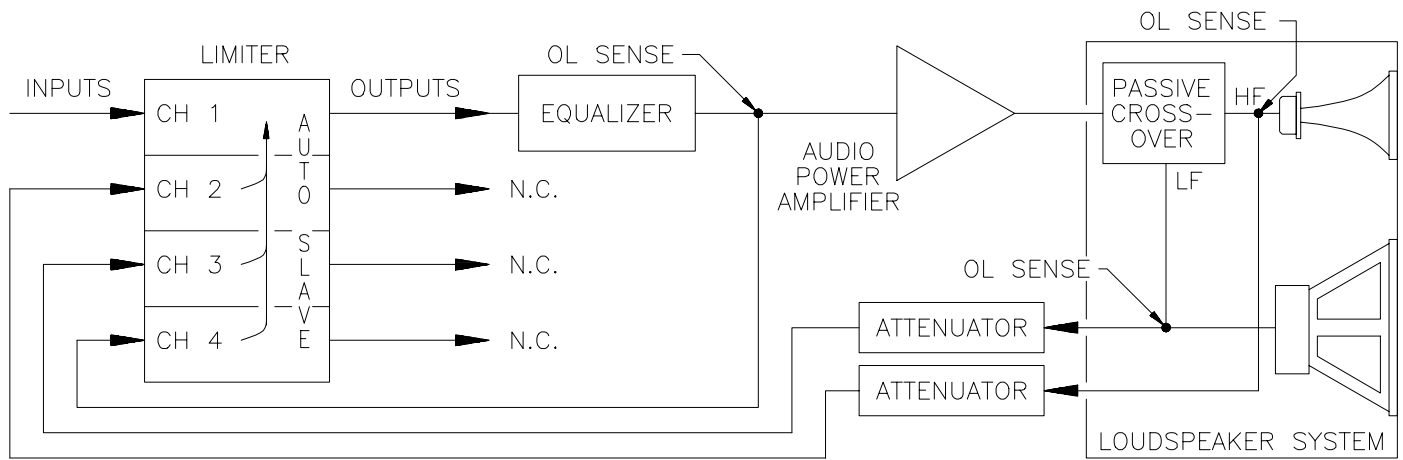 OL SENSE
LIMITER
OL SENSE
INPUTS
OUTPUTS
CH 1
EQUALIZER
PASSIVE
CROSS-
OVER
HF
AUDIO
POWER
AMPLIFIER
AUTO SLAVE
CH 2
N.C.
LF
CH 3
N.C.
OL SENSE
CH 4
N.C.
ATTENUATOR
ATTENUATOR
LOUDSPEAKER SYSTEM